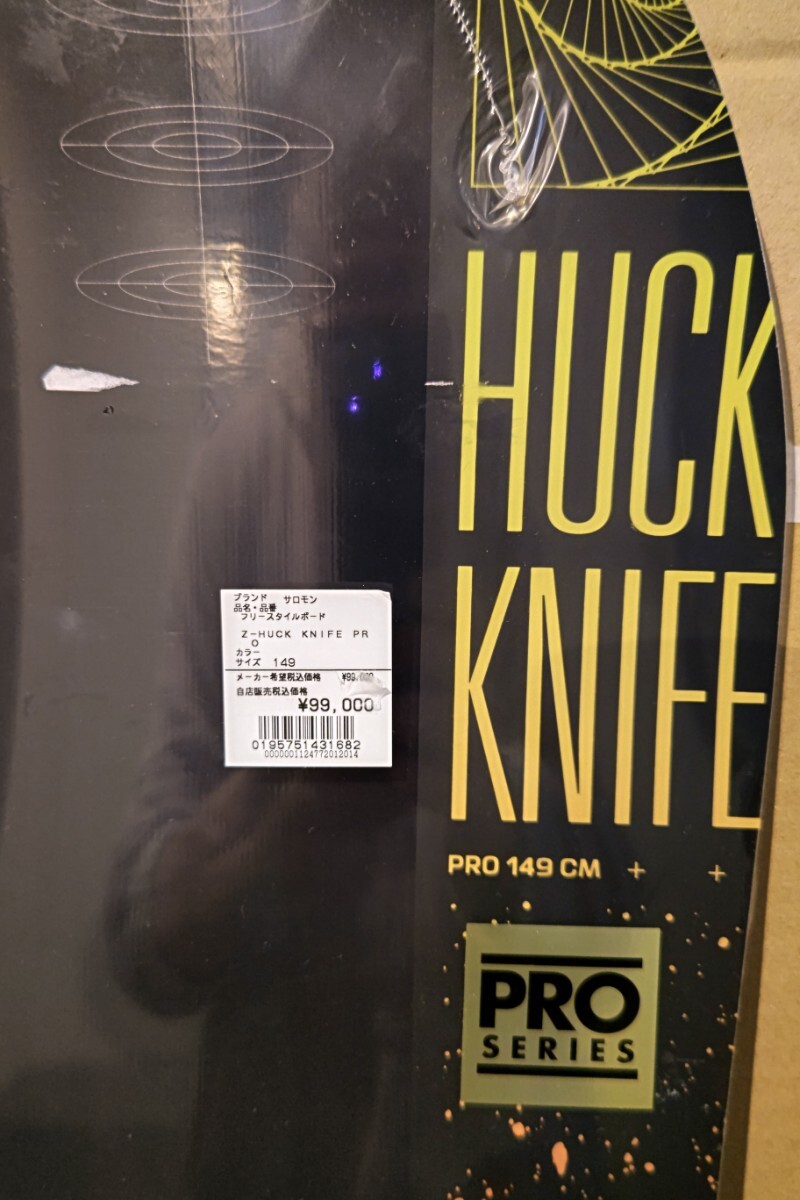 HUCK
KNIFE
ブランド サロモン
品名・品番
フリースタイルボード
Z-HUCK KNIFE PR
O
カラー
サイズ 149
メーカー希望税込価格 ¥99,000
自店販売税込価格
¥99,000
0195751431682
0000001124772012014
PRO 149 CM + +
PRO
SERIES